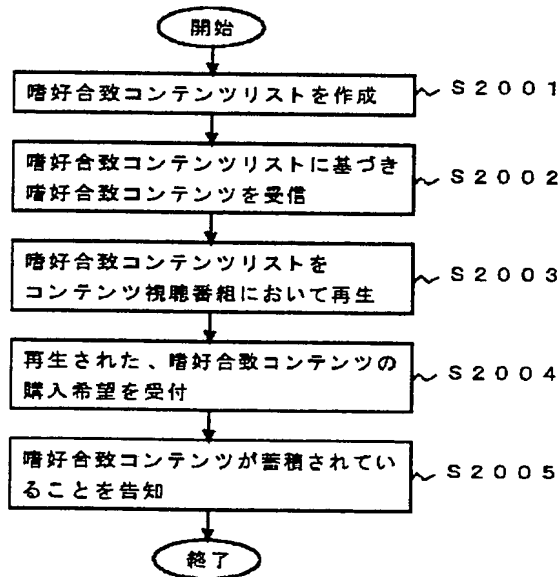 開始
嗜好合致コンテンツリストを作成
S2001
嗜好合致コンテンツリストに基づき
嗜好合致コンテンツを受信
S2002
嗜好合致コンテンツリストを
コンテンツ視聴番組において再生
S2003
再生された、嗜好合致コンテンツの
購入希望を受付
S2004
嗜好合致コンテンツが蓄積されてい
ることを告知
S2005
終了